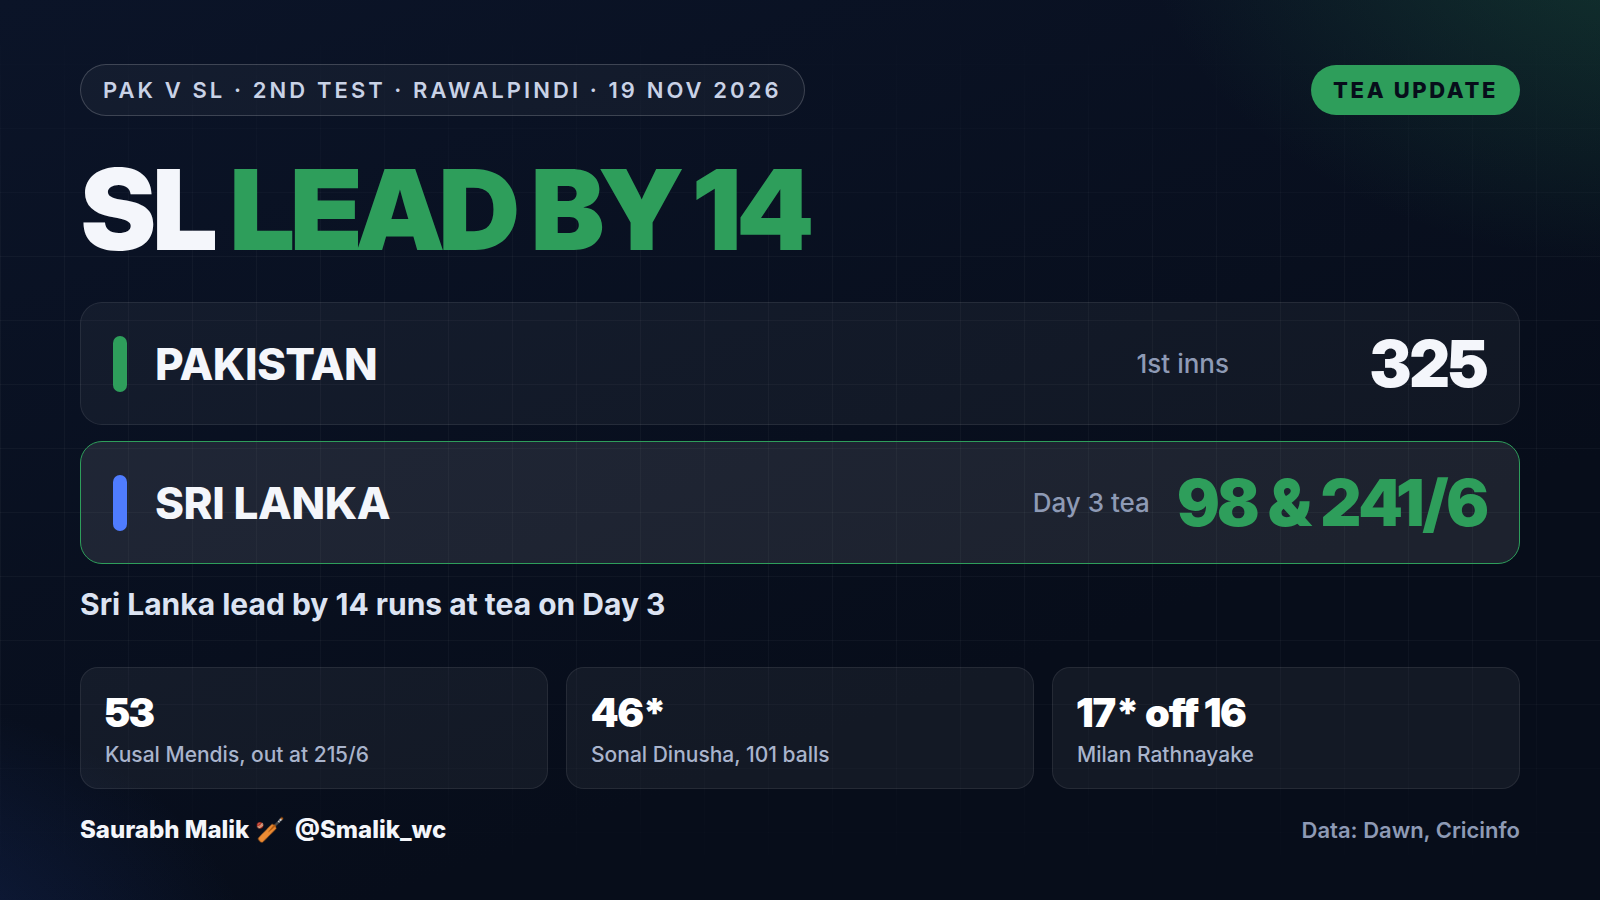 PAK V SL · 2ND TEST · RAWALPINDI · 19 NOV 2026
TEA UPDATE
SL LEAD BY 14
PAKISTAN 1st inns 325
SRI LANKA Day 3 tea 98 & 241/6
Sri Lanka lead by 14 runs at tea on Day 3
53
Kusal Mendis, out at 215/6
46*
Sonal Dinusha, 101 balls
17* off 16
Milan Rathnayake
Saurabh Malik 🏏 @Smalik_wc
Data: Dawn, Cricinfo